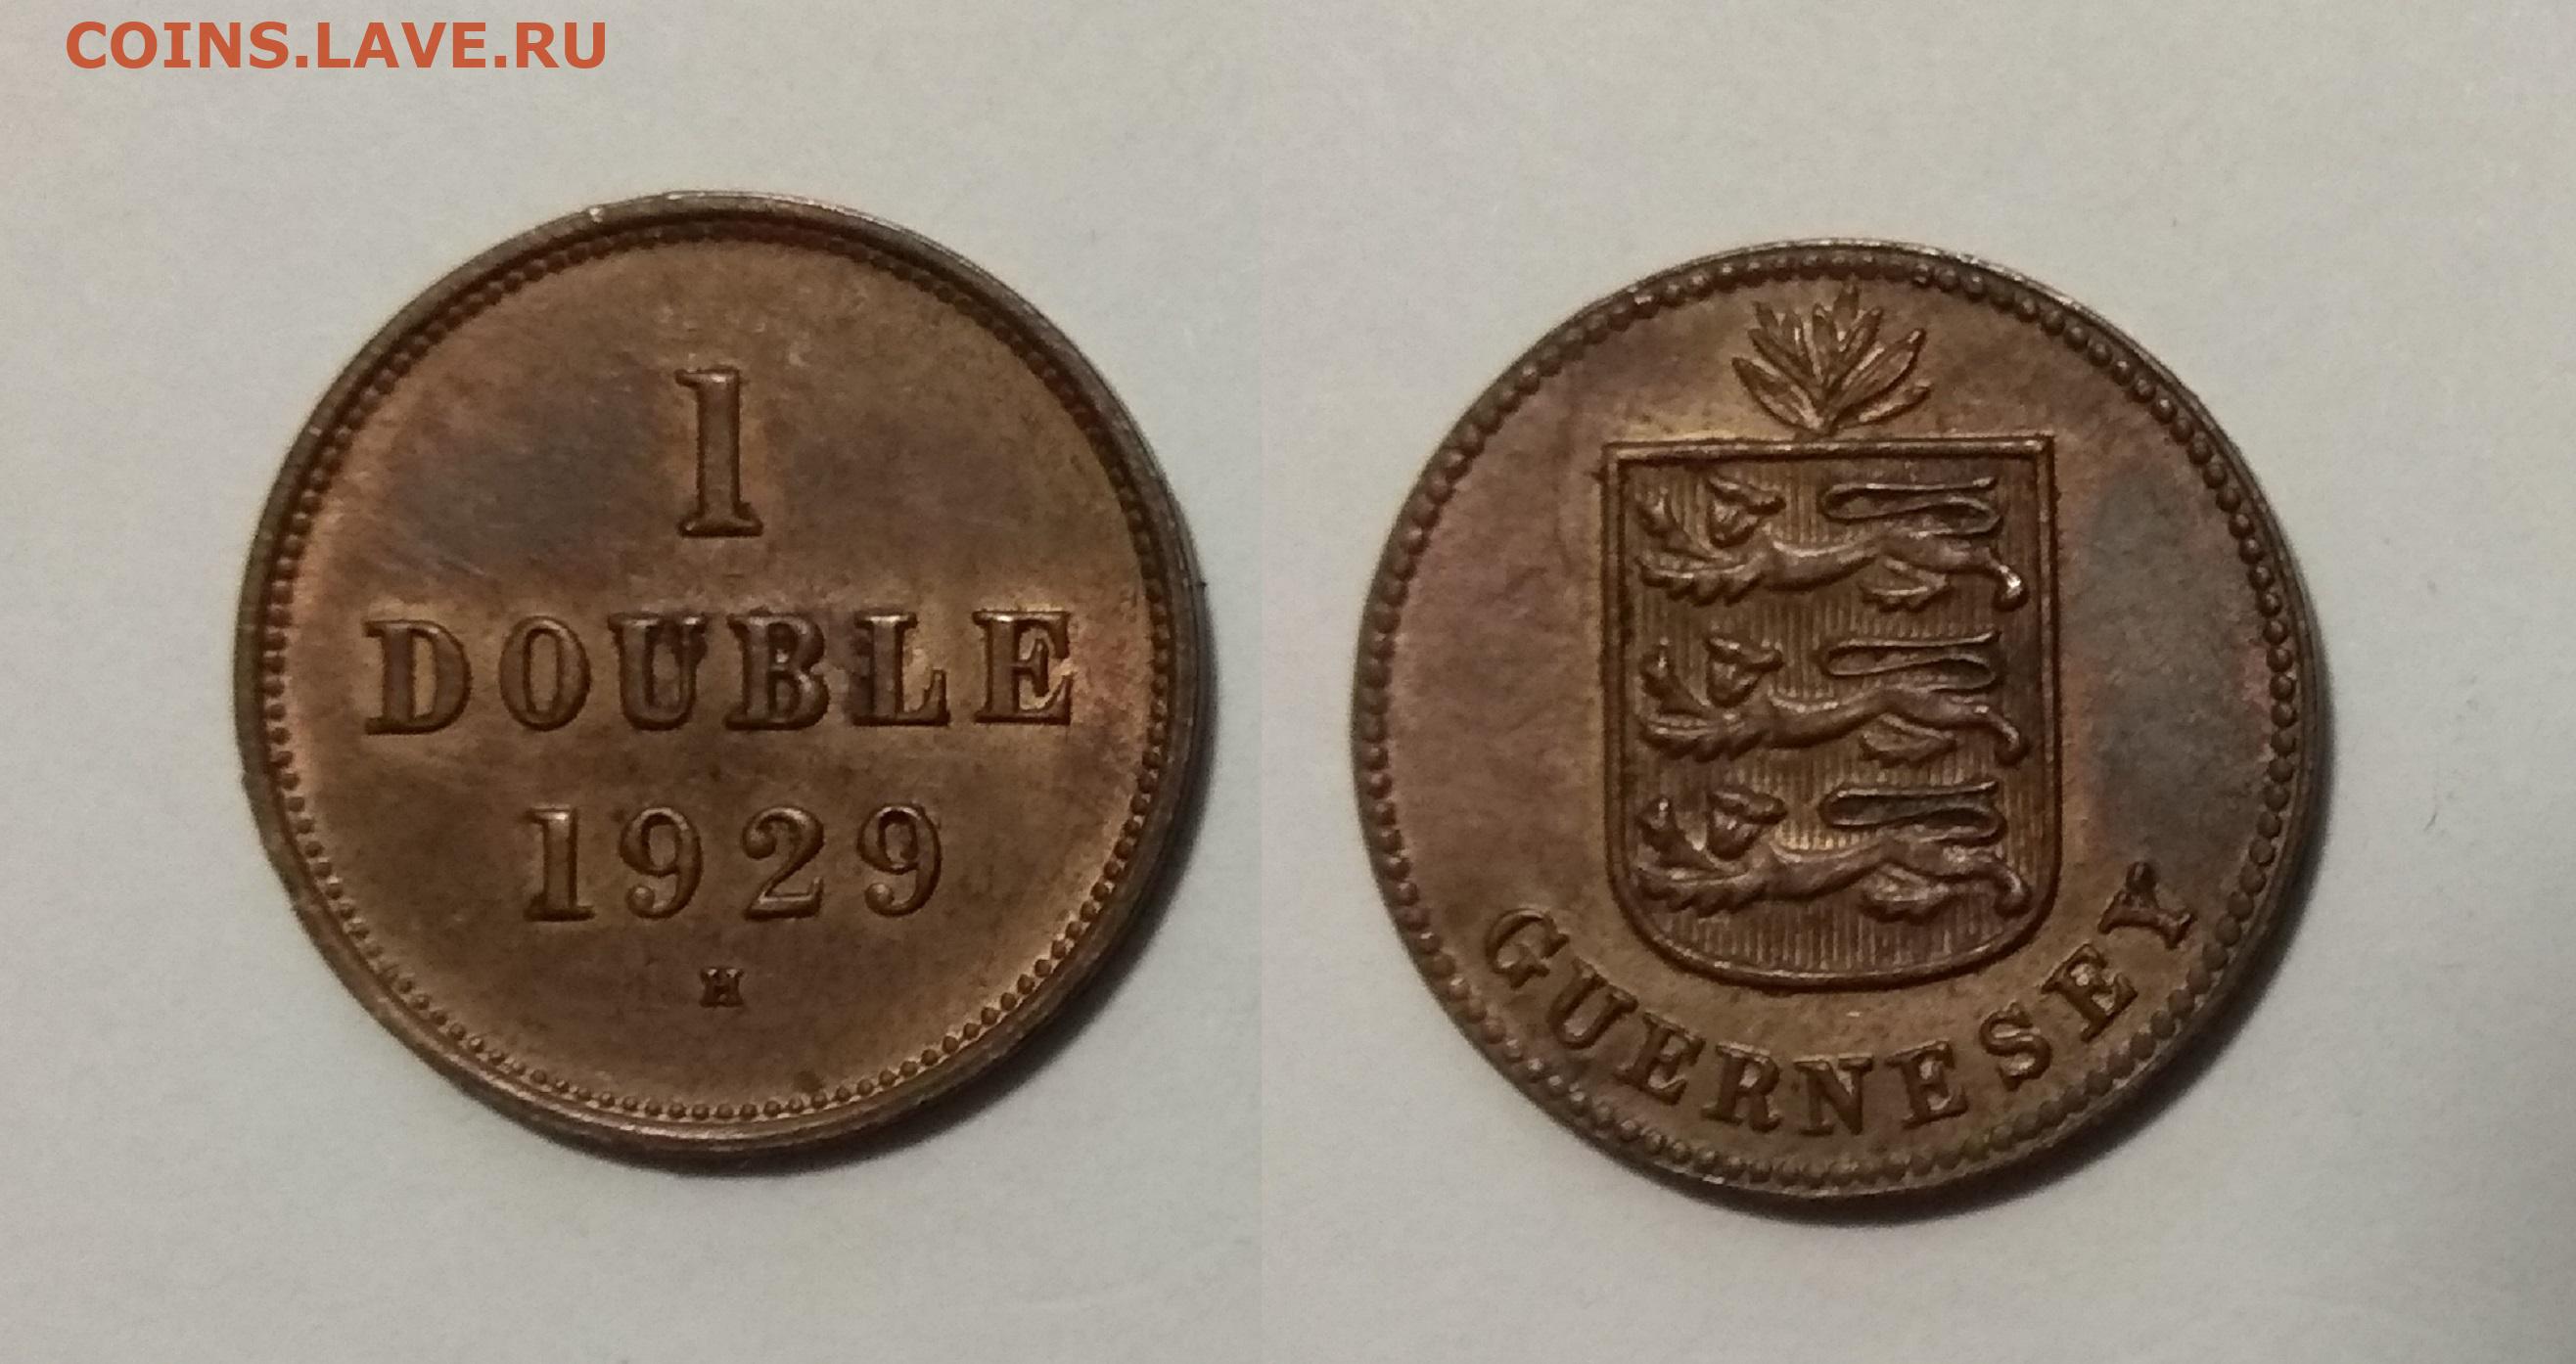 COINS.LAVE.RU
1
DOUBLE
1929
H
GUERNESEY